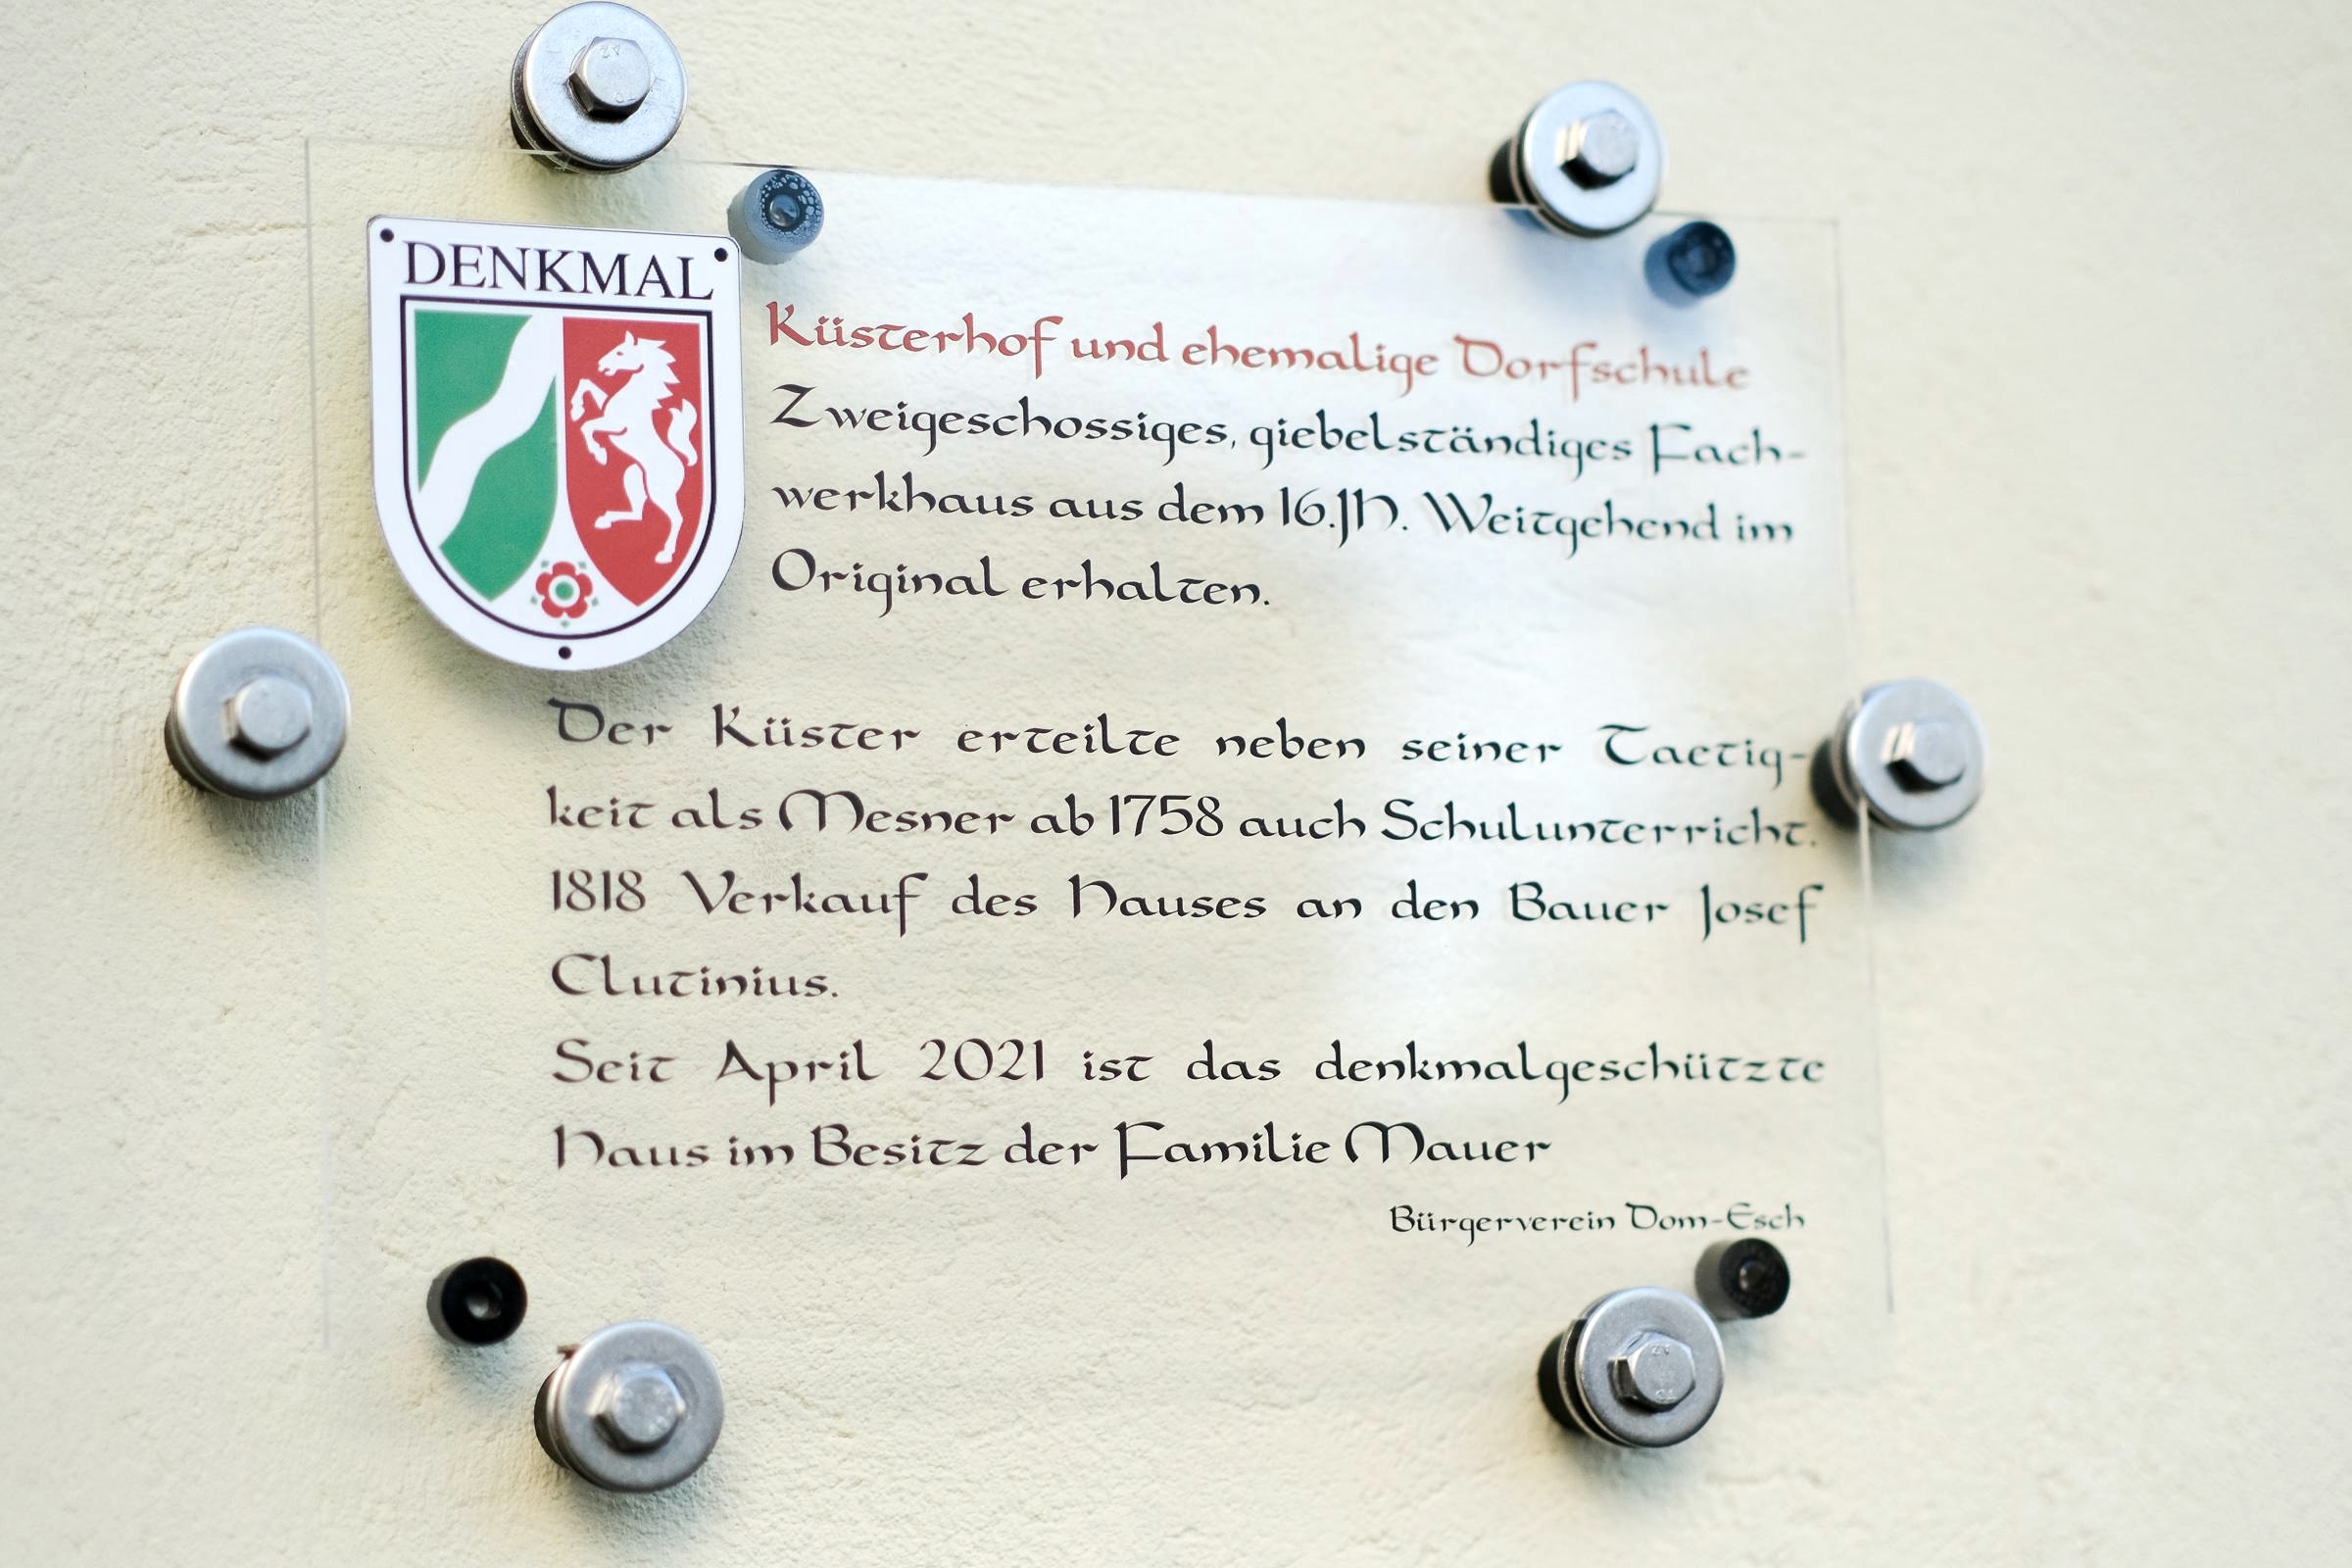 DENKMAL
Küsterhof und ehemalige Dorfschule
Zweigeschossiges, giebelständiges Fach-
werkhaus aus dem 16.JH. Weitgehend im
Original erhalten.
Der Küster erteilte neben seiner Taetig-
keit als Mesner ab 1758 auch Schulunterricht.
1818 Verkauf des Hauses an den Bauer Josef
Clutinius.
Seit April 2021 ist das denkmalgeschützte
Haus im Besitz der Familie Mauer
Bürgerverein Dom-Esch